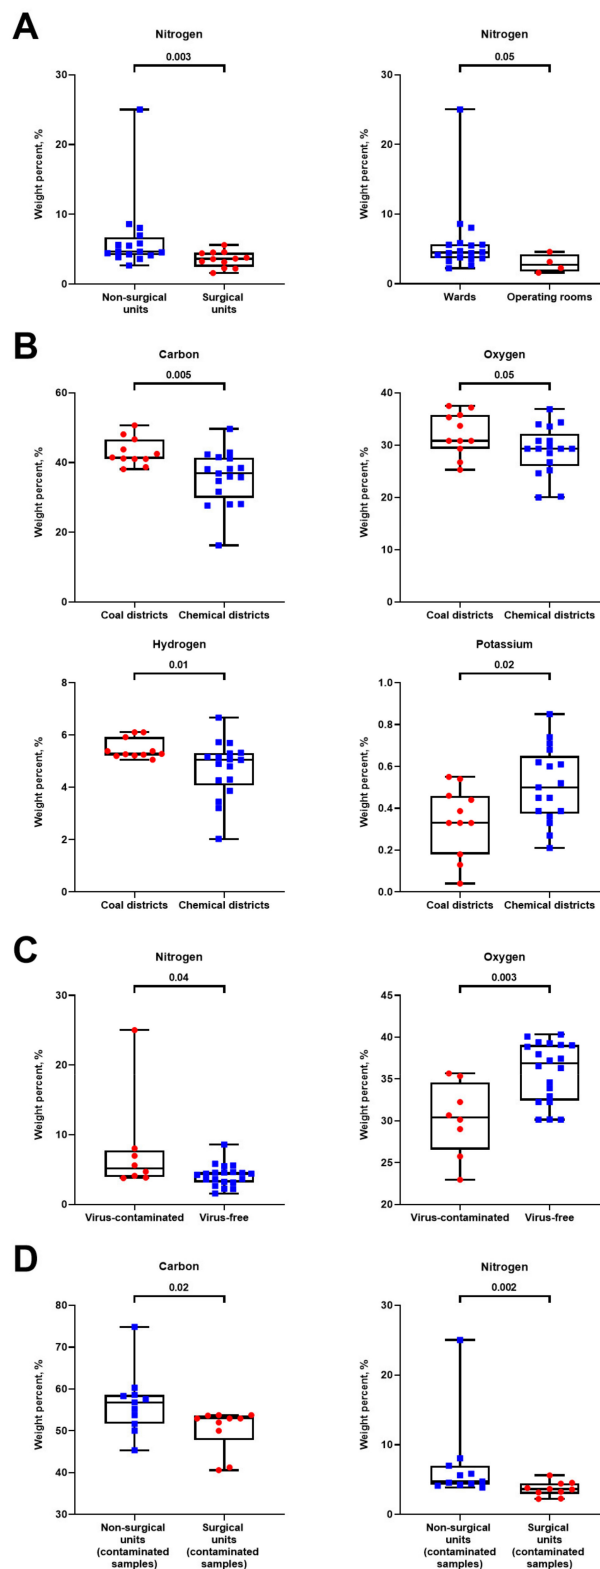 A
Nitrogen
0.003
Weight percent, %
30
20
10
0
Non-surgical
units
Surgical
units
Nitrogen
0.05
Weight percent, %
30
20
10
0
Wards
Operating rooms
B
Carbon
0.005
Weight percent, %
60
40
20
0
Coal districts
Chemical districts
Oxygen
0.05
Weight percent, %
40
30
20
10
0
Coal districts
Chemical districts
Hydrogen
0.01
Weight percent, %
8
6
4
2
0
Coal districts
Chemical districts
Potassium
0.02
Weight percent, %
1.0
0.8
0.6
0.4
0.2
0.0
Coal districts
Chemical districts
C
Nitrogen
0.04
Weight percent, %
30
20
10
0
Virus-contaminated
Virus-free
Oxygen
0.003
Weight percent, %
45
40
35
30
25
20
Virus-contaminated
Virus-free
D
Carbon
0.02
Weight percent, %
80
70
60
50
40
30
Non-surgical
units
(contaminated
samples)
Surgical
units
(contaminated
samples)
Nitrogen
0.002
Weight percent, %
30
20
10
0
Non-surgical
units
(contaminated
samples)
Surgical
units
(contaminated
samples)